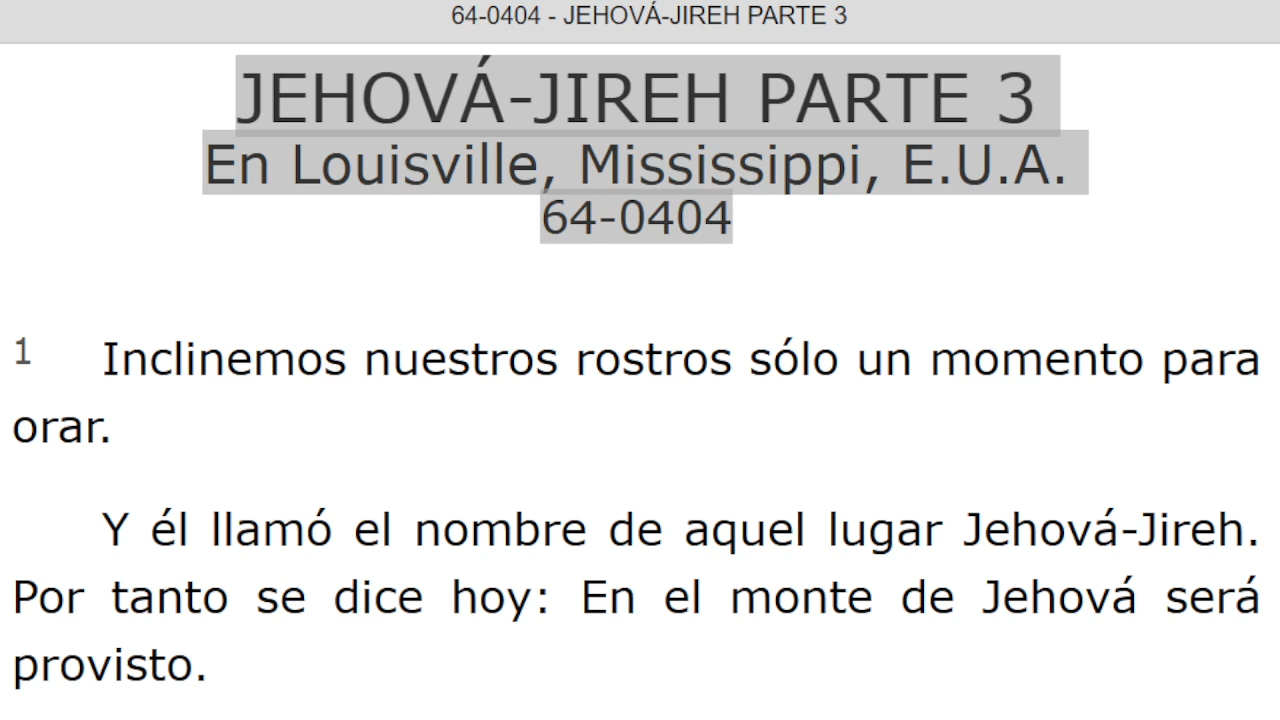 64-0404 - JEHOVÁ-JIREH PARTE 3
JEHOVÁ-JIREH PARTE 3
En Louisville, Mississippi, E.U.A.
64-0404
1 Inclinemos nuestros rostros sólo un momento para
orar.
Y él llamó el nombre de aquel lugar Jehová-Jireh.
Por tanto se dice hoy: En el monte de Jehová será
provisto.